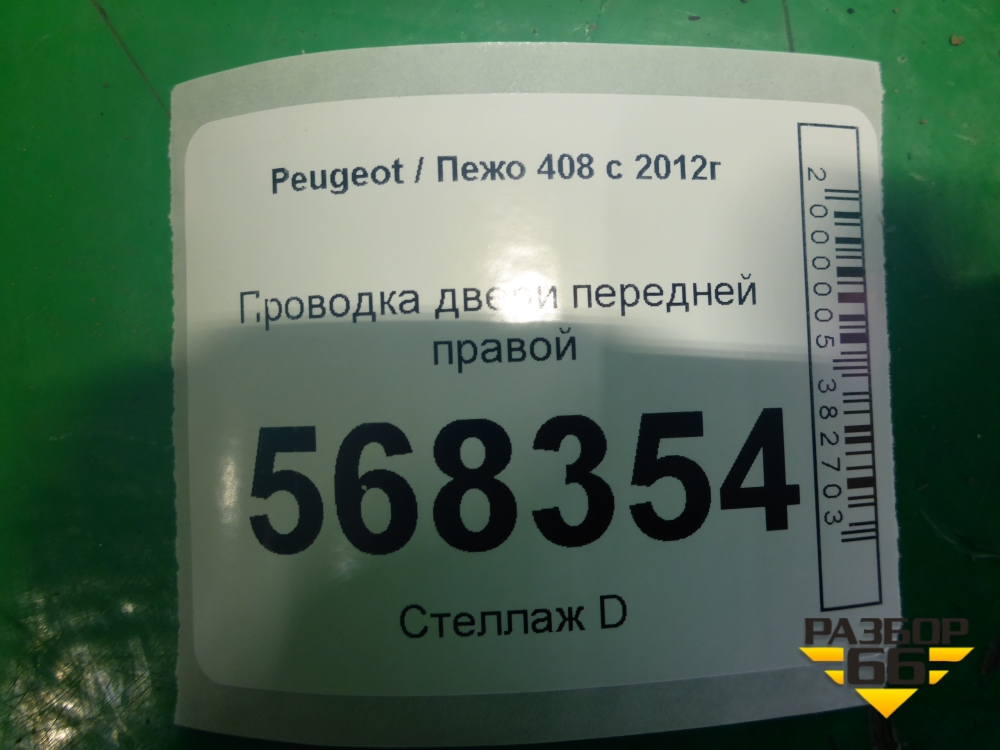 Peugeot / Пежо 408 с 2012г
Проводка двери передней
правой
568354
Стеллаж D
2000005382703
РАЗБОР
66